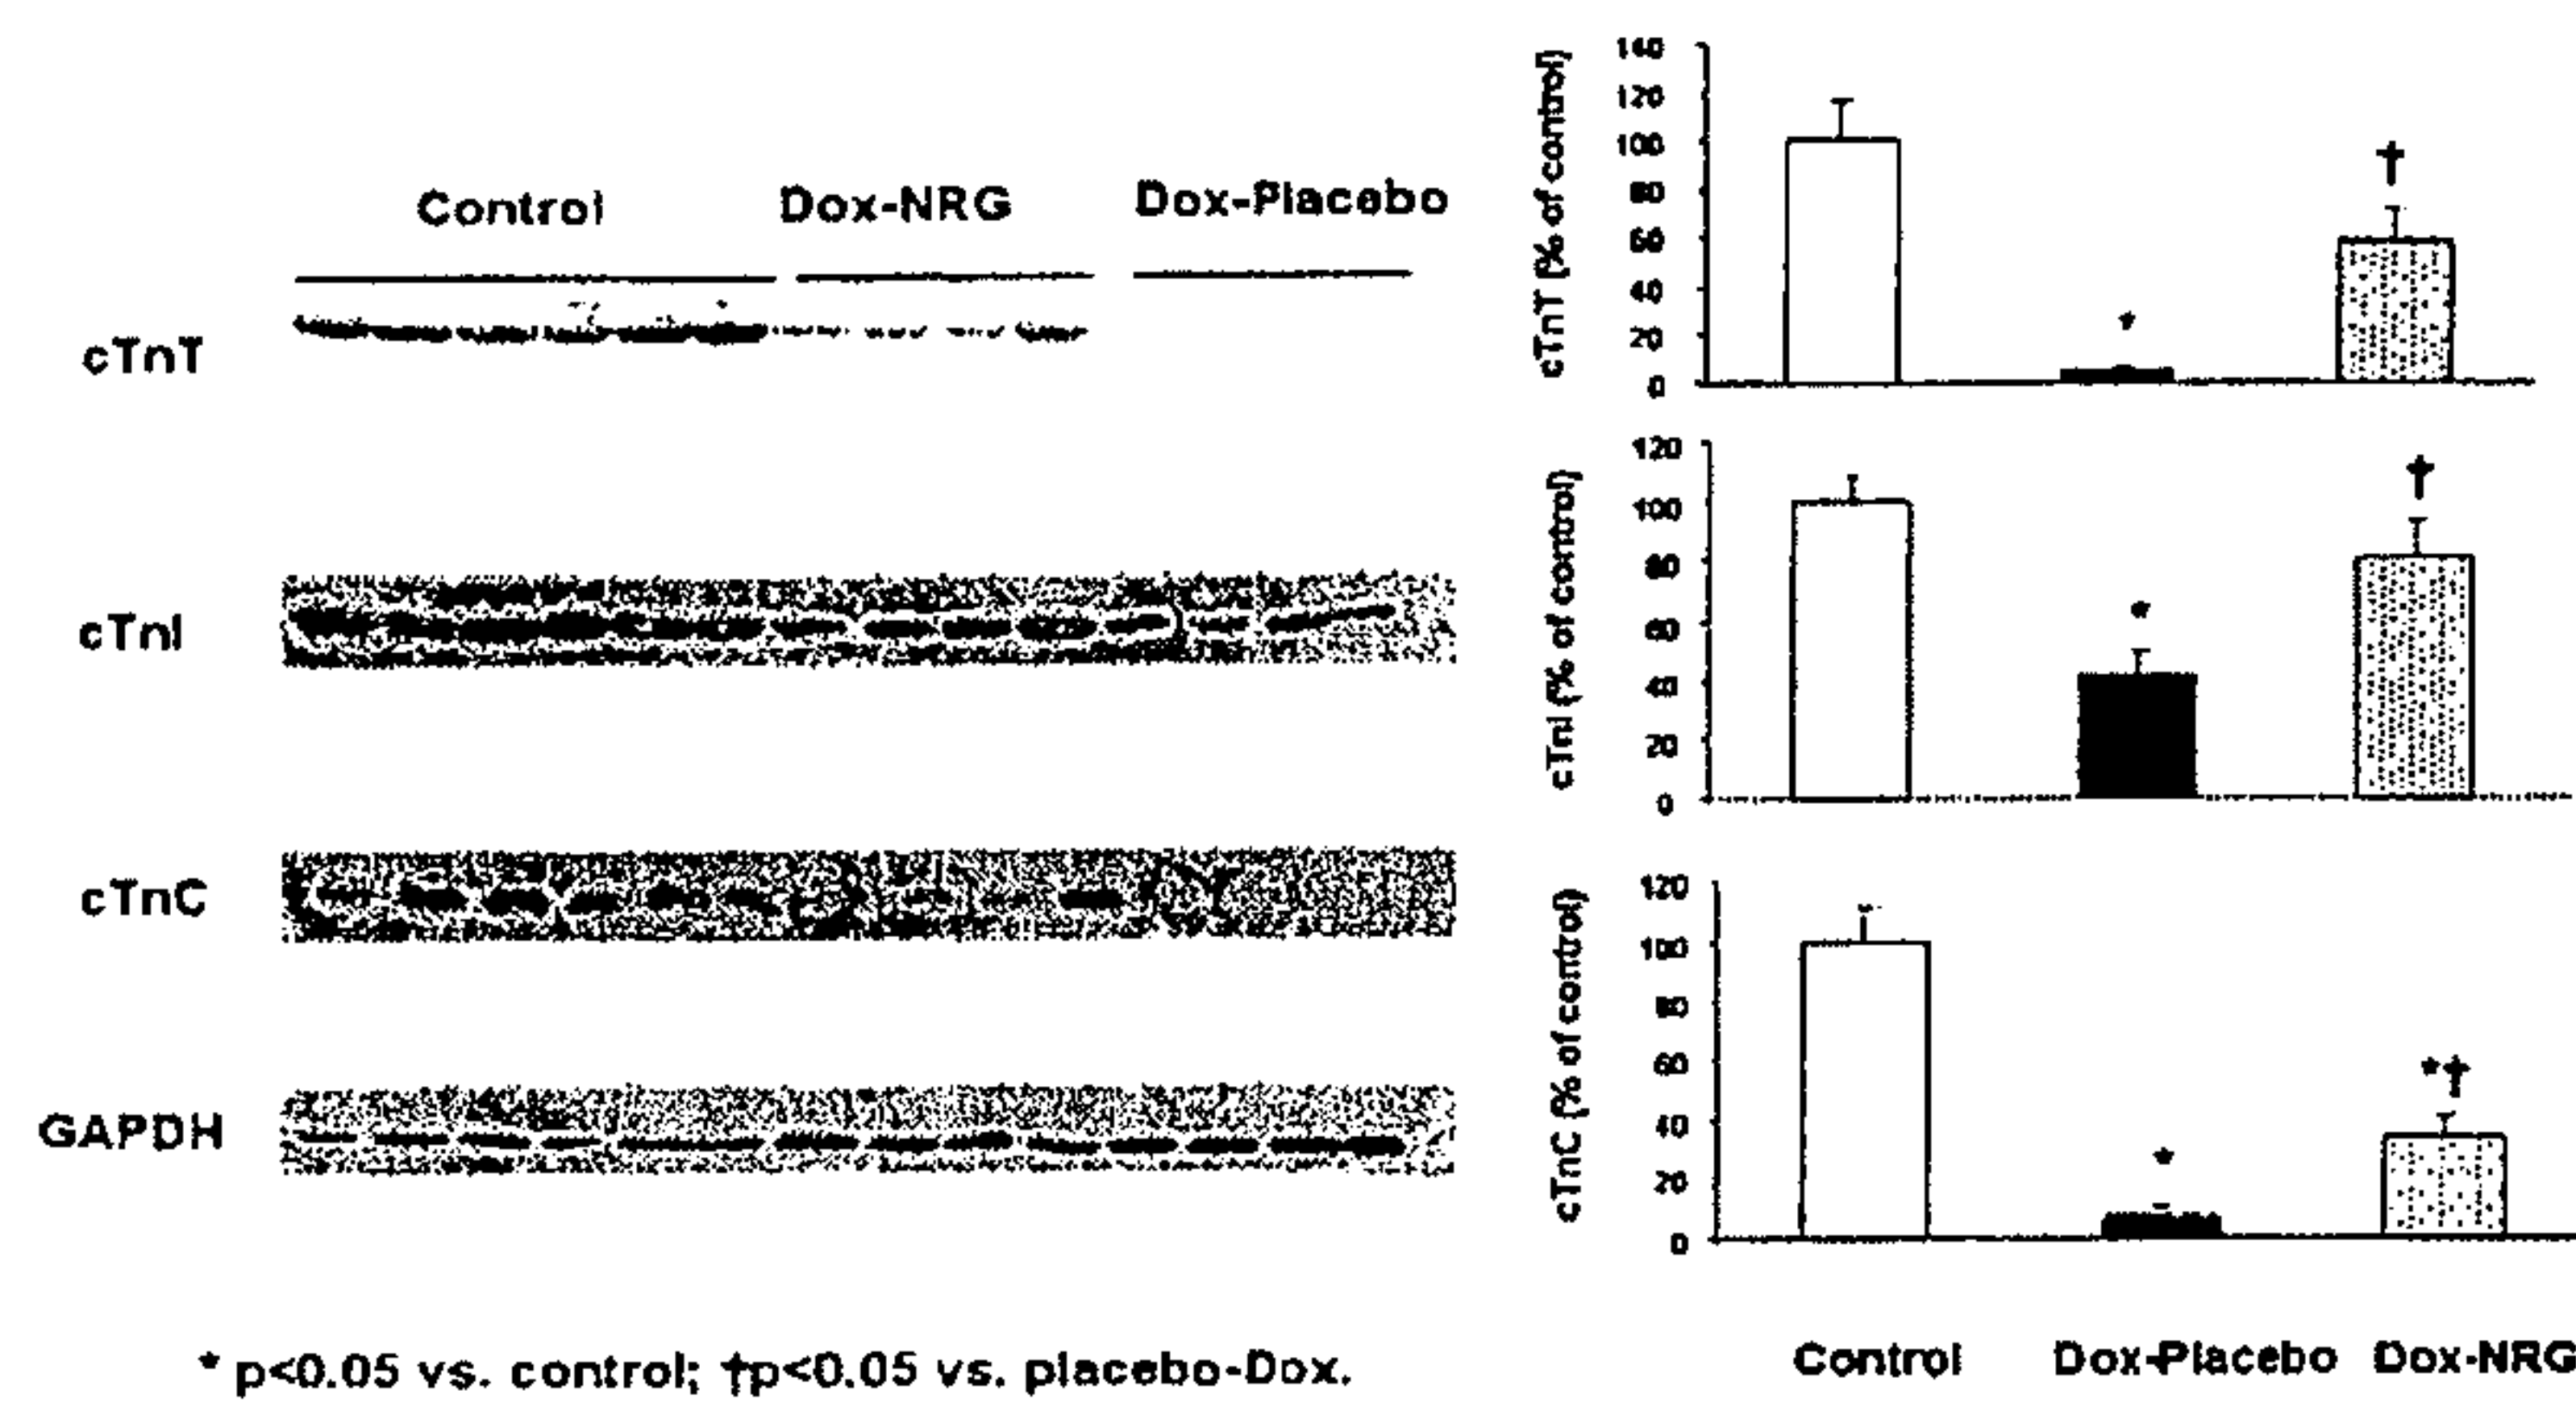 Control Dox-NRG Dox-Placebo
cTnT
cTnI
cTnC
GAPDH
* p<0.05 vs. control; †p<0.05 vs. placebo-Dox.
cTnT (% of control)
140
120
100
80
60
40
20
0
*
†
cTnI (% of control)
120
100
80
60
40
20
0
*
†
cTnC (% of control)
120
100
80
60
40
20
0
*
*†
Control Dox-Placebo Dox-NRG